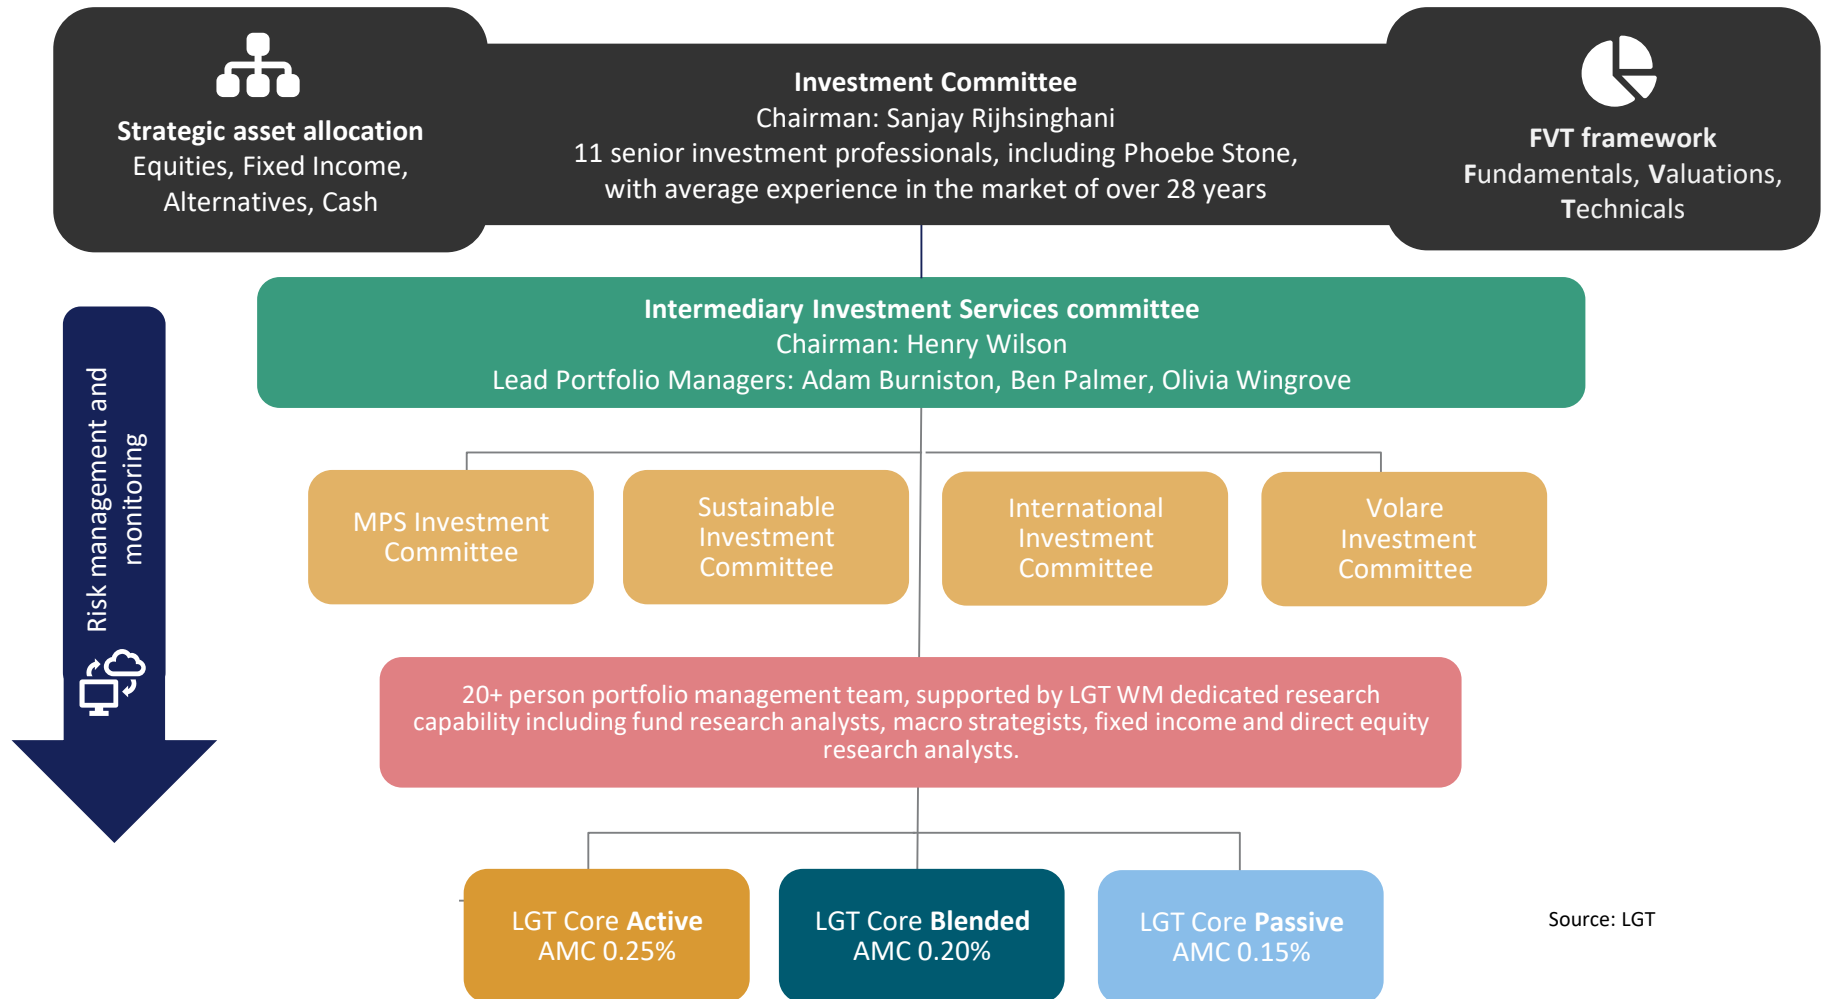 Strategic asset allocation
Equities, Fixed Income,
Alternatives, Cash
Investment Committee
Chairman: Sanjay Rijhsinghani
11 senior investment professionals, including Phoebe Stone,
with average experience in the market of over 28 years
FVT framework
Fundamentals, Valuations,
Technicals
Intermediary Investment Services committee
Chairman: Henry Wilson
Lead Portfolio Managers: Adam Burniston, Ben Palmer, Olivia Wingrove
Risk management and
monitoring
MPS Investment
Committee
Sustainable
Investment
Committee
International
Investment
Committee
Volare
Investment
Committee
20+ person portfolio management team, supported by LGT WM dedicated research
capability including fund research analysts, macro strategists, fixed income and direct equity
research analysts.
LGT Core Active
AMC 0.25%
LGT Core Blended
AMC 0.20%
LGT Core Passive
AMC 0.15%
Source: LGT